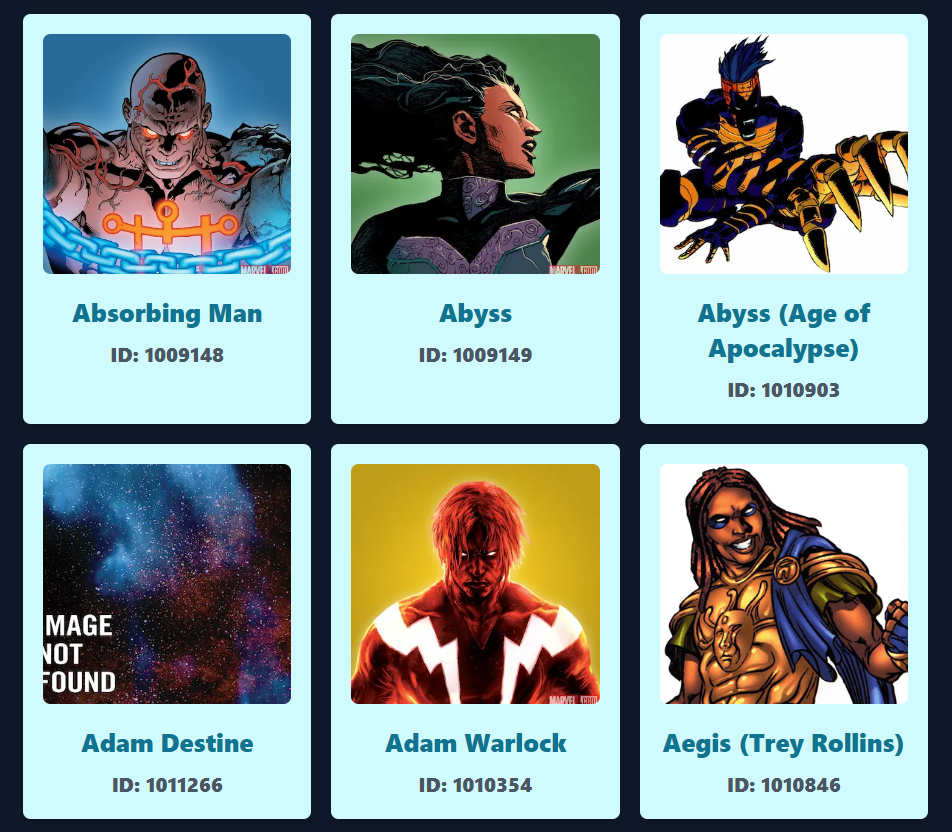 MARVEL .COM
MARVEL .COM
Absorbing Man
ID: 1009148
Abyss
ID: 1009149
Abyss (Age of
Apocalypse)
ID: 1010903
IMAGE
NOT
FOUND
MARVEL .COM
Adam Destine
ID: 1011266
Adam Warlock
ID: 1010354
Aegis (Trey Rollins)
ID: 1010846